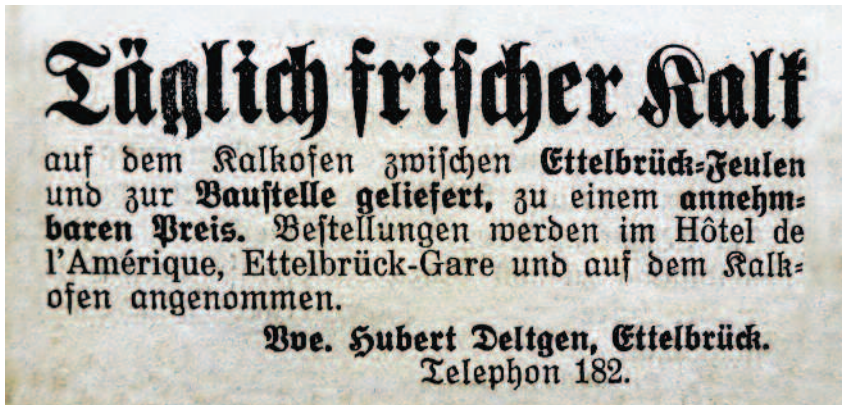 Täglich frischer Kalk
auf dem Kalkofen zwischen Ettelbrück-Feulen
und zur Baustelle geliefert, zu einem annehm-
baren Preis. Bestellungen werden im Hôtel de
l'Amérique, Ettelbrück-Gare und auf dem Kalk-
ofen angenommen.
Vve. Hubert Deltgen, Ettelbrück.
Telephon 182.